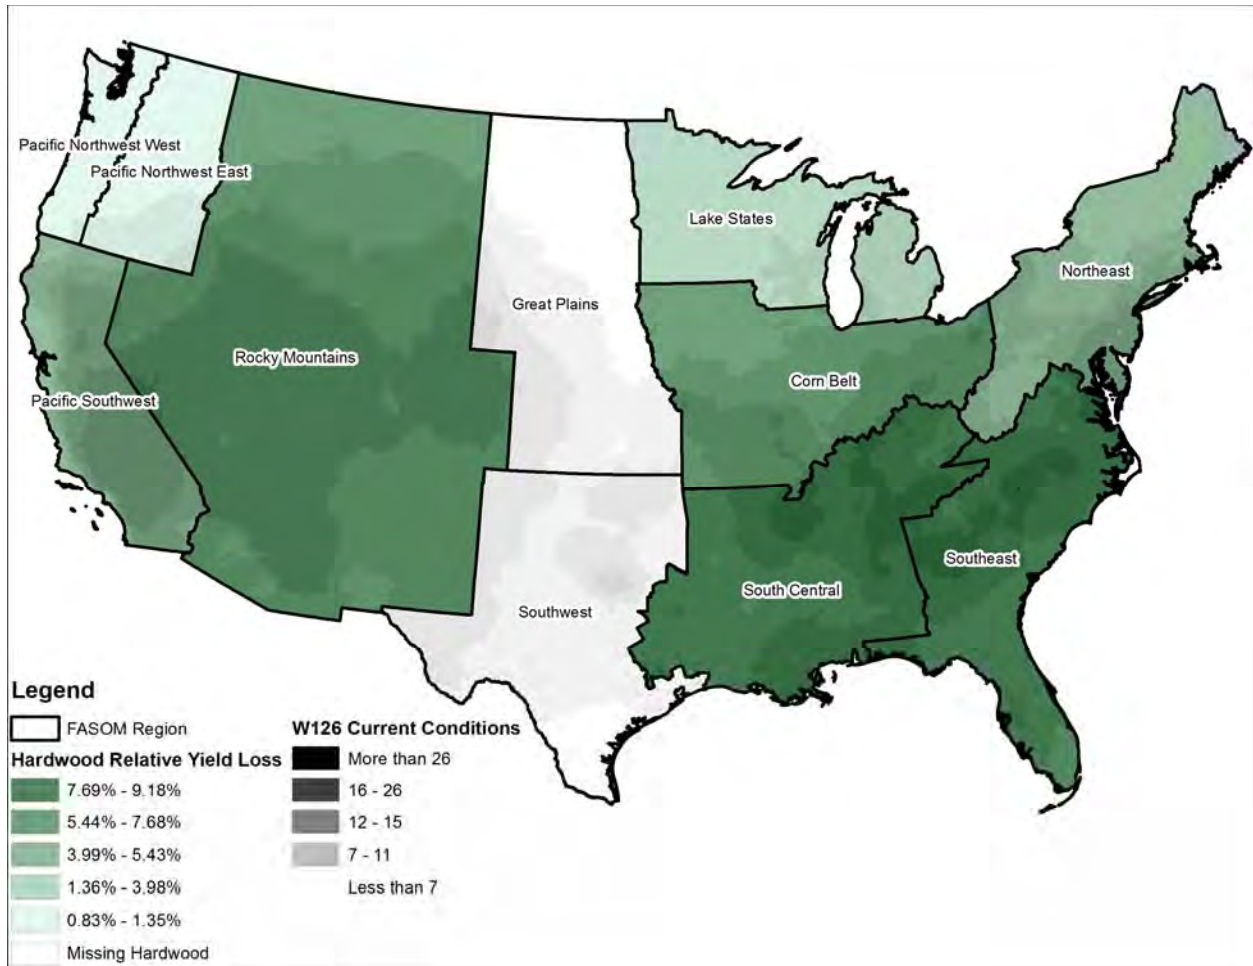 Pacific Northwest West
Pacific Northwest East
Lake States
Northeast
Great Plains
Rocky Mountains
Corn Belt
Pacific Southwest
Southeast
South Central
Southwest
Legend
FASOM Region
Hardwood Relative Yield Loss
7.69% - 9.18%
5.44% - 7.68%
3.99% - 5.43%
1.36% - 3.98%
0.83% - 1.35%
Missing Hardwood
W126 Current Conditions
More than 26
16 - 26
12 - 15
7 - 11
Less than 7